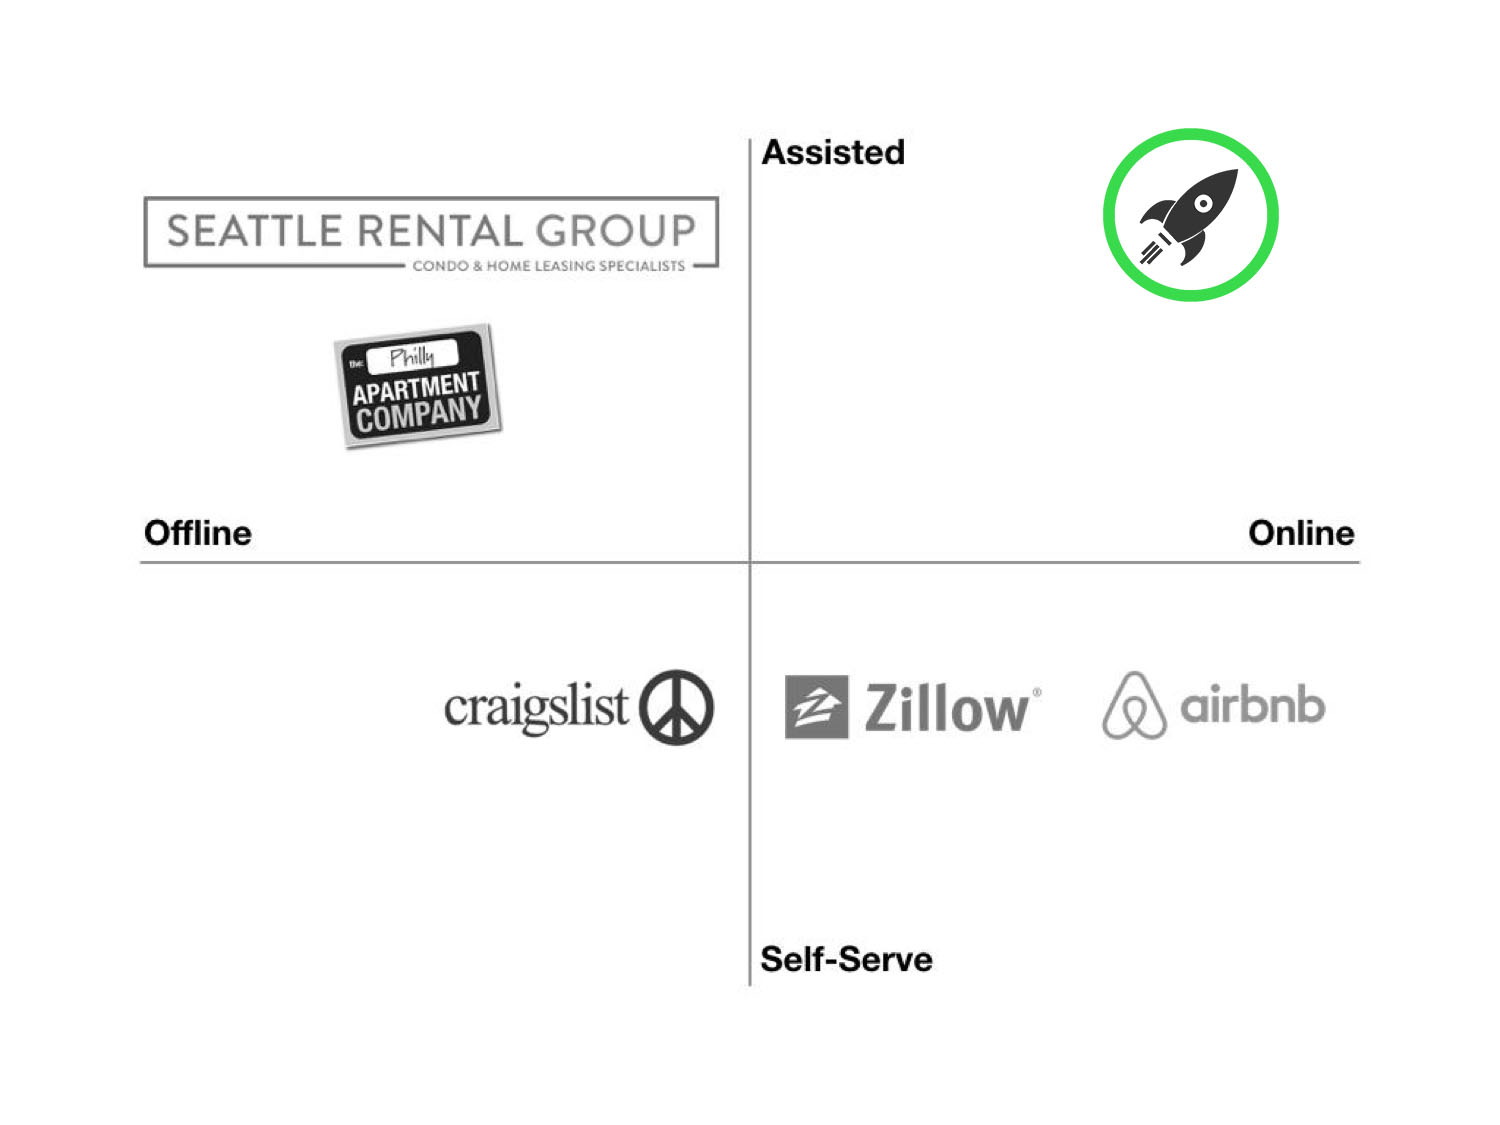 Assisted
SEATTLE RENTAL GROUP
CONDO & HOME LEASING SPECIALISTS
the: Philly
APARTMENT
COMPANY
Offline
Online
craigslist
Zillow®
airbnb
Self-Serve